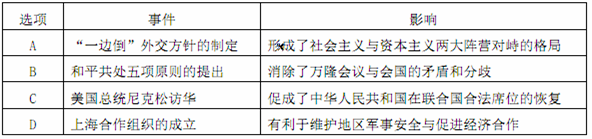 选项 事件 影响
A “一边倒”外交方针的制定 形成了社会主义与资本主义两大阵营对峙的格局
B 和平共处五项原则的提出 消除了万隆会议与会国的矛盾和分歧
C 美国总统尼克松访华 促成了中华人民共和国在联合国合法席位的恢复
D 上海合作组织的成立 有利于维护地区军事安全与促进经济合作